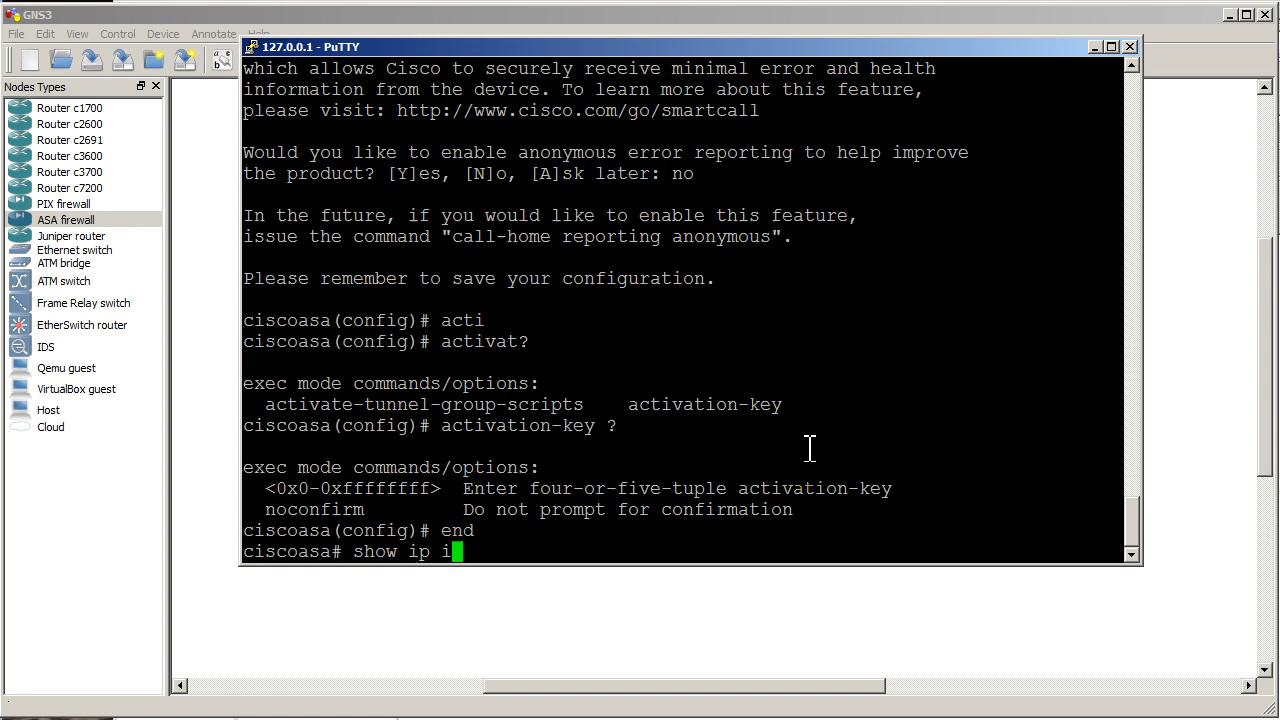 GNS3
File Edit View Control Device Annotate Help
127.0.0.1 - PuTTY
Nodes Types
Router c1700
Router c2600
Router c2691
Router c3600
Router c3700
Router c7200
PIX firewall
ASA firewall
Juniper router
Ethernet switch
ATM bridge
ATM switch
Frame Relay switch
EtherSwitch router
IDS
Qemu guest
VirtualBox guest
Host
Cloud
which allows Cisco to securely receive minimal error and health
information from the device. To learn more about this feature,
please visit: http://www.cisco.com/go/smartcall
Would you like to enable anonymous error reporting to help improve
the product? [Y]es, [N]o, [A]sk later: no
In the future, if you would like to enable this feature,
issue the command "call-home reporting anonymous".
Please remember to save your configuration.
ciscoasa(config)# acti
ciscoasa(config)# activat?
exec mode commands/options:
activate-tunnel-group-scripts activation-key
ciscoasa(config)# activation-key ?
exec mode commands/options:
<0x0-0xffffffff> Enter four-or-five-tuple activation-key
noconfirm Do not prompt for confirmation
ciscoasa(config)# end
ciscoasa# show ip i